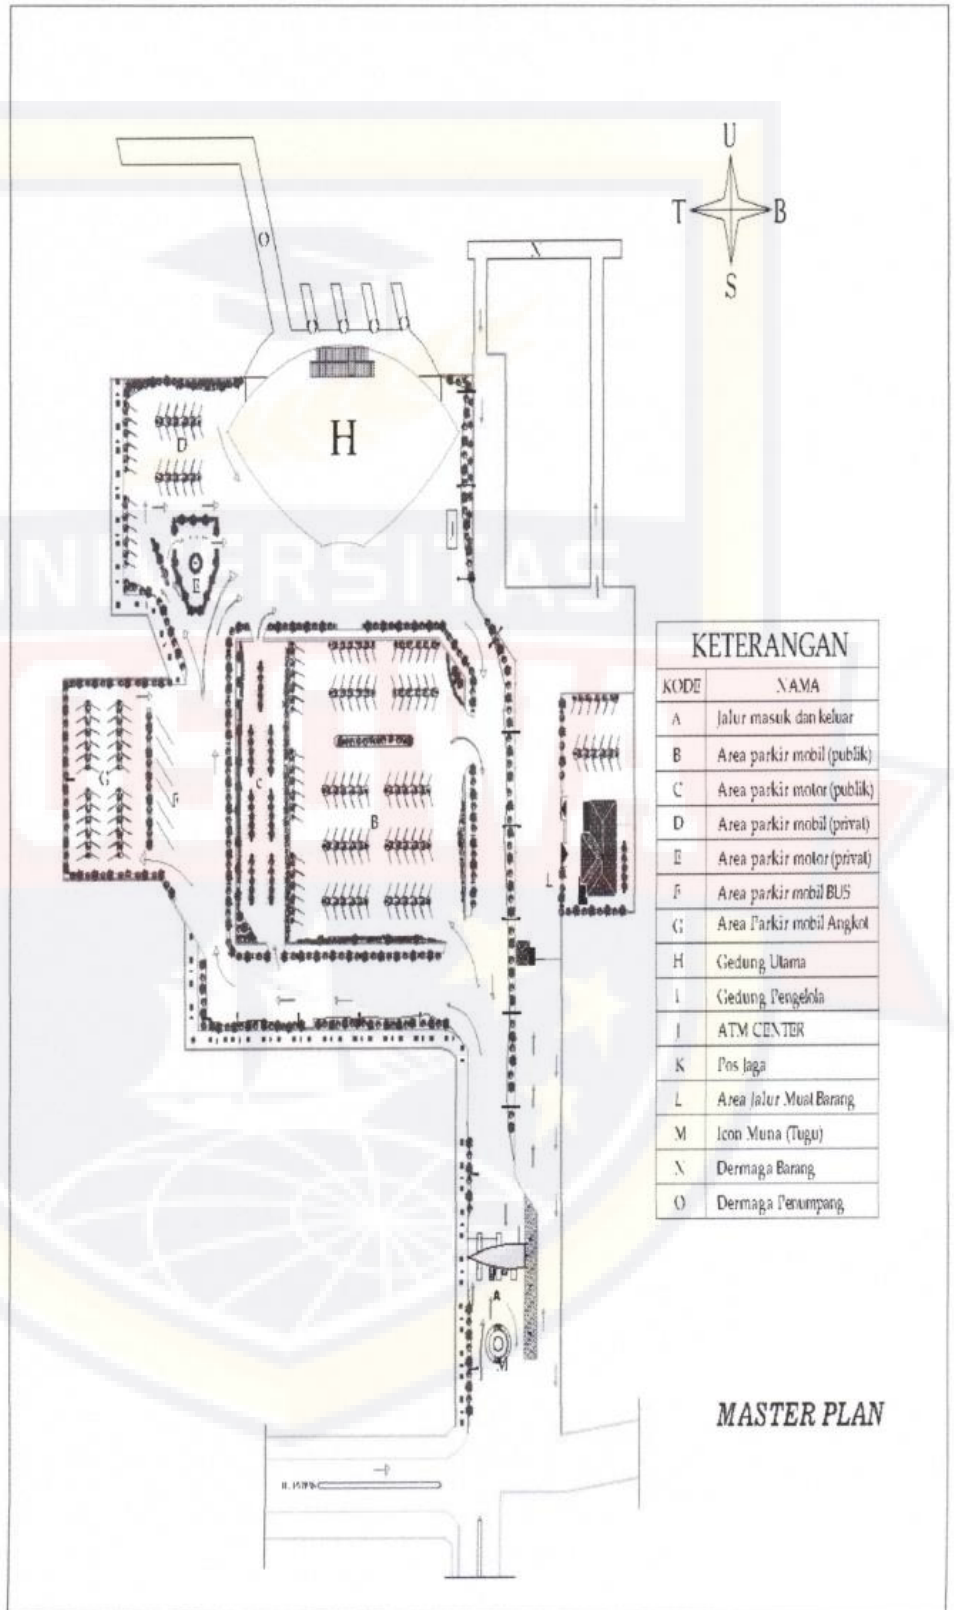 U
T B
S
O
N
H
D
E
G
F
C
B
L
A
M
KETERANGAN
KODE NAMA
A Jalur masuk dan keluar
B Area parkir mobil (publik)
C Area parkir motor (publik)
D Area parkir mobil (privat)
E Area parkir motor (privat)
F Area parkir mobil BUS
G Area Parkir mobil Angkot
H Gedung Utama
I Gedung Pengelola
J ATM CENTER
K Pos Jaga
L Area Jalur Muat Barang
M Icon Muna (Tugu)
N Dermaga Barang
O Dermaga Penumpang
MASTER PLAN
UNIVERSITAS